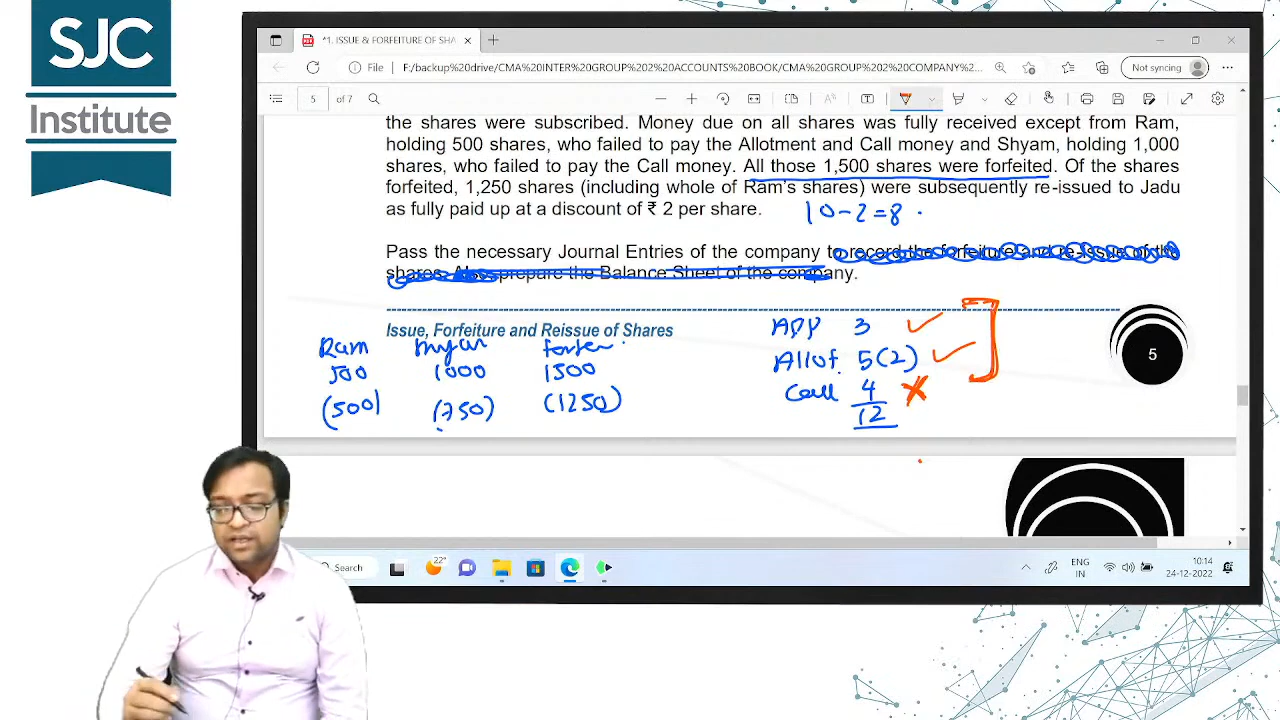 SJC
Institute
*1. ISSUE & FORFEITURE OF SHA
File
F:/backup%20drive/CMA%20INTER%20GROUP%202%20ACCOUNTS%20BOOK/CMA%20GROUP%202%20COMPANY%2...
Not syncing
5 of 7
the shares were subscribed. Money due on all shares was fully received except from Ram,
holding 500 shares, who failed to pay the Allotment and Call money and Shyam, holding 1,000
shares, who failed to pay the Call money. All those 1,500 shares were forfeited. Of the shares
forfeited, 1,250 shares (including whole of Ram's shares) were subsequently re-issued to Jadu
as fully paid up at a discount of ₹ 2 per share.
10-2=8
Pass the necessary Journal Entries of the company to record the forfeiture and re-issue of the
shares. Also prepare the Balance Sheet of the company.
Issue, Forfeiture and Reissue of Shares
5
Ram 500 (500)
1000 (750)
1500 (1250)
App 3
Allot. 5(2)
Call 4
12
Search
22°
ENG
IN
10:14
24-12-2022